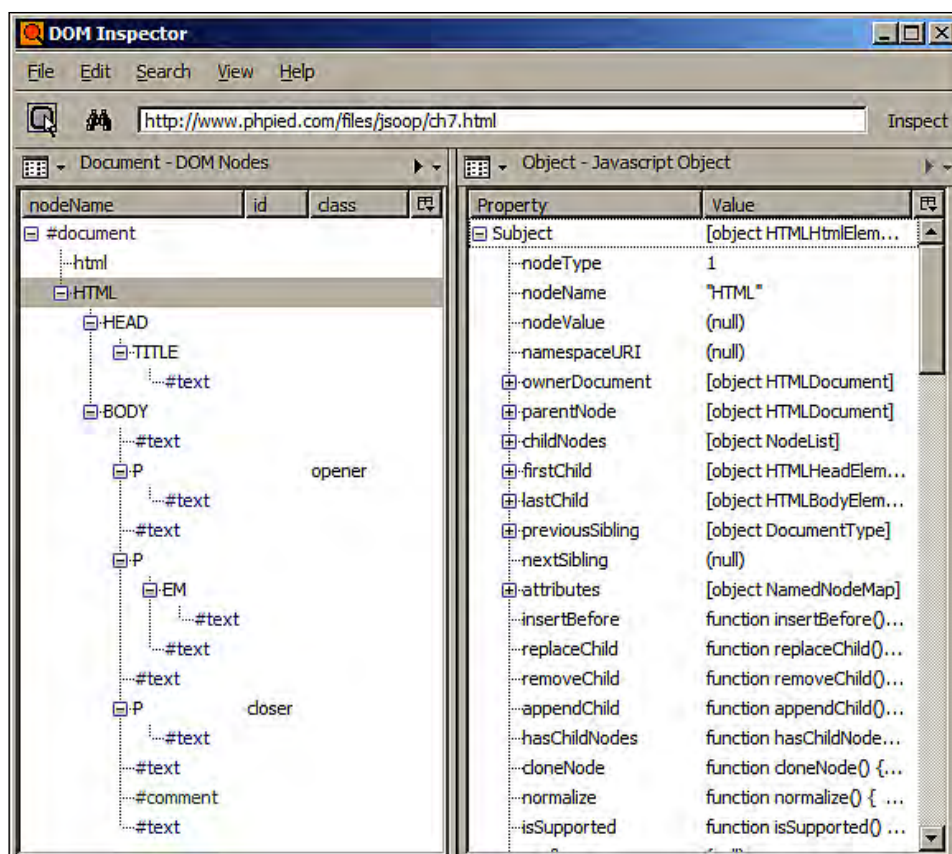 DOM Inspector
File Edit Search View Help
http://www.phpied.com/files/jsoop/ch7.html Inspect
Document - DOM Nodes
nodeName id class
#document
html
HTML
HEAD
TITLE
#text
BODY
#text
P opener
#text
#text
P
EM
#text
#text
#text
P closer
#text
#text
#comment
#text
Object - Javascript Object
Property Value
Subject [object HTMLHtmlElem...
nodeType 1
nodeName "HTML"
nodeValue (null)
namespaceURI (null)
ownerDocument [object HTMLDocument]
parentNode [object HTMLDocument]
childNodes [object NodeList]
firstChild [object HTMLHeadElem...
lastChild [object HTMLBodyElem...
previousSibling [object DocumentType]
nextSibling (null)
attributes [object NamedNodeMap]
insertBefore function insertBefore()...
replaceChild function replaceChild()...
removeChild function removeChild()...
appendChild function appendChild()...
hasChildNodes function hasChildNode...
cloneNode function cloneNode() {...
normalize function normalize() { ...
isSupported function isSupported() ...